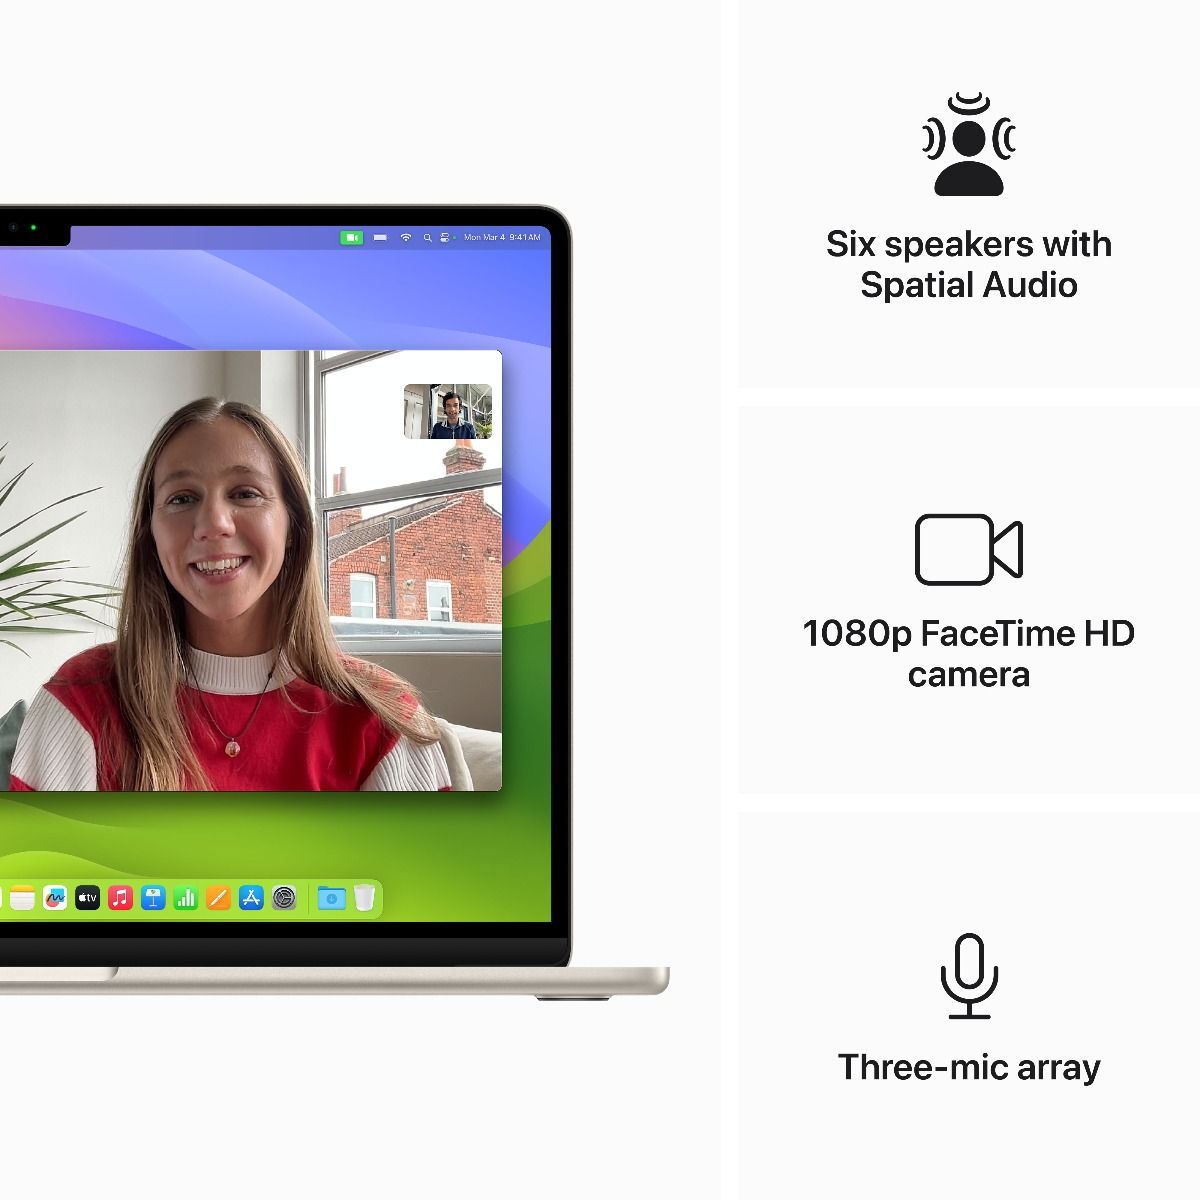 Mon Mar 4 9:41 AM
tv
Six speakers with
Spatial Audio
1080p FaceTime HD
camera
Three-mic array